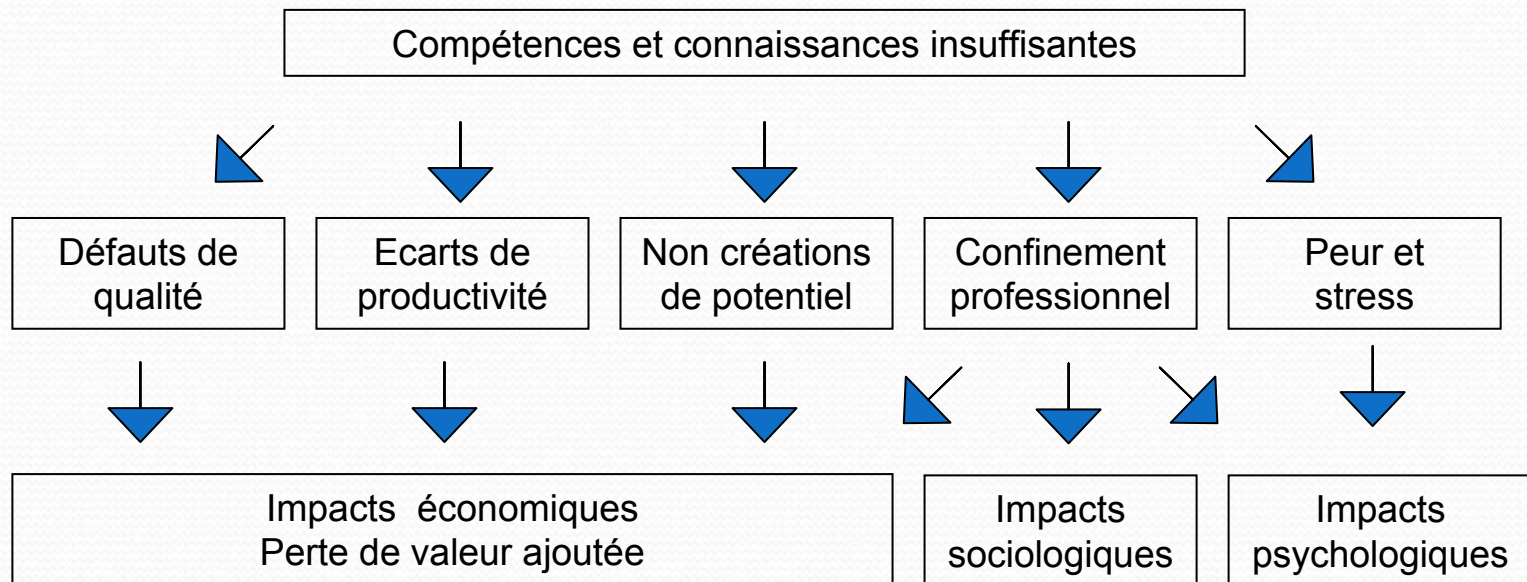 Compétences et connaissances insuffisantes
Défauts de
qualité
Ecarts de
productivité
Non créations
de potentiel
Confinement
professionnel
Peur et
stress
Impacts économiques
Perte de valeur ajoutée
Impacts
sociologiques
Impacts
psychologiques